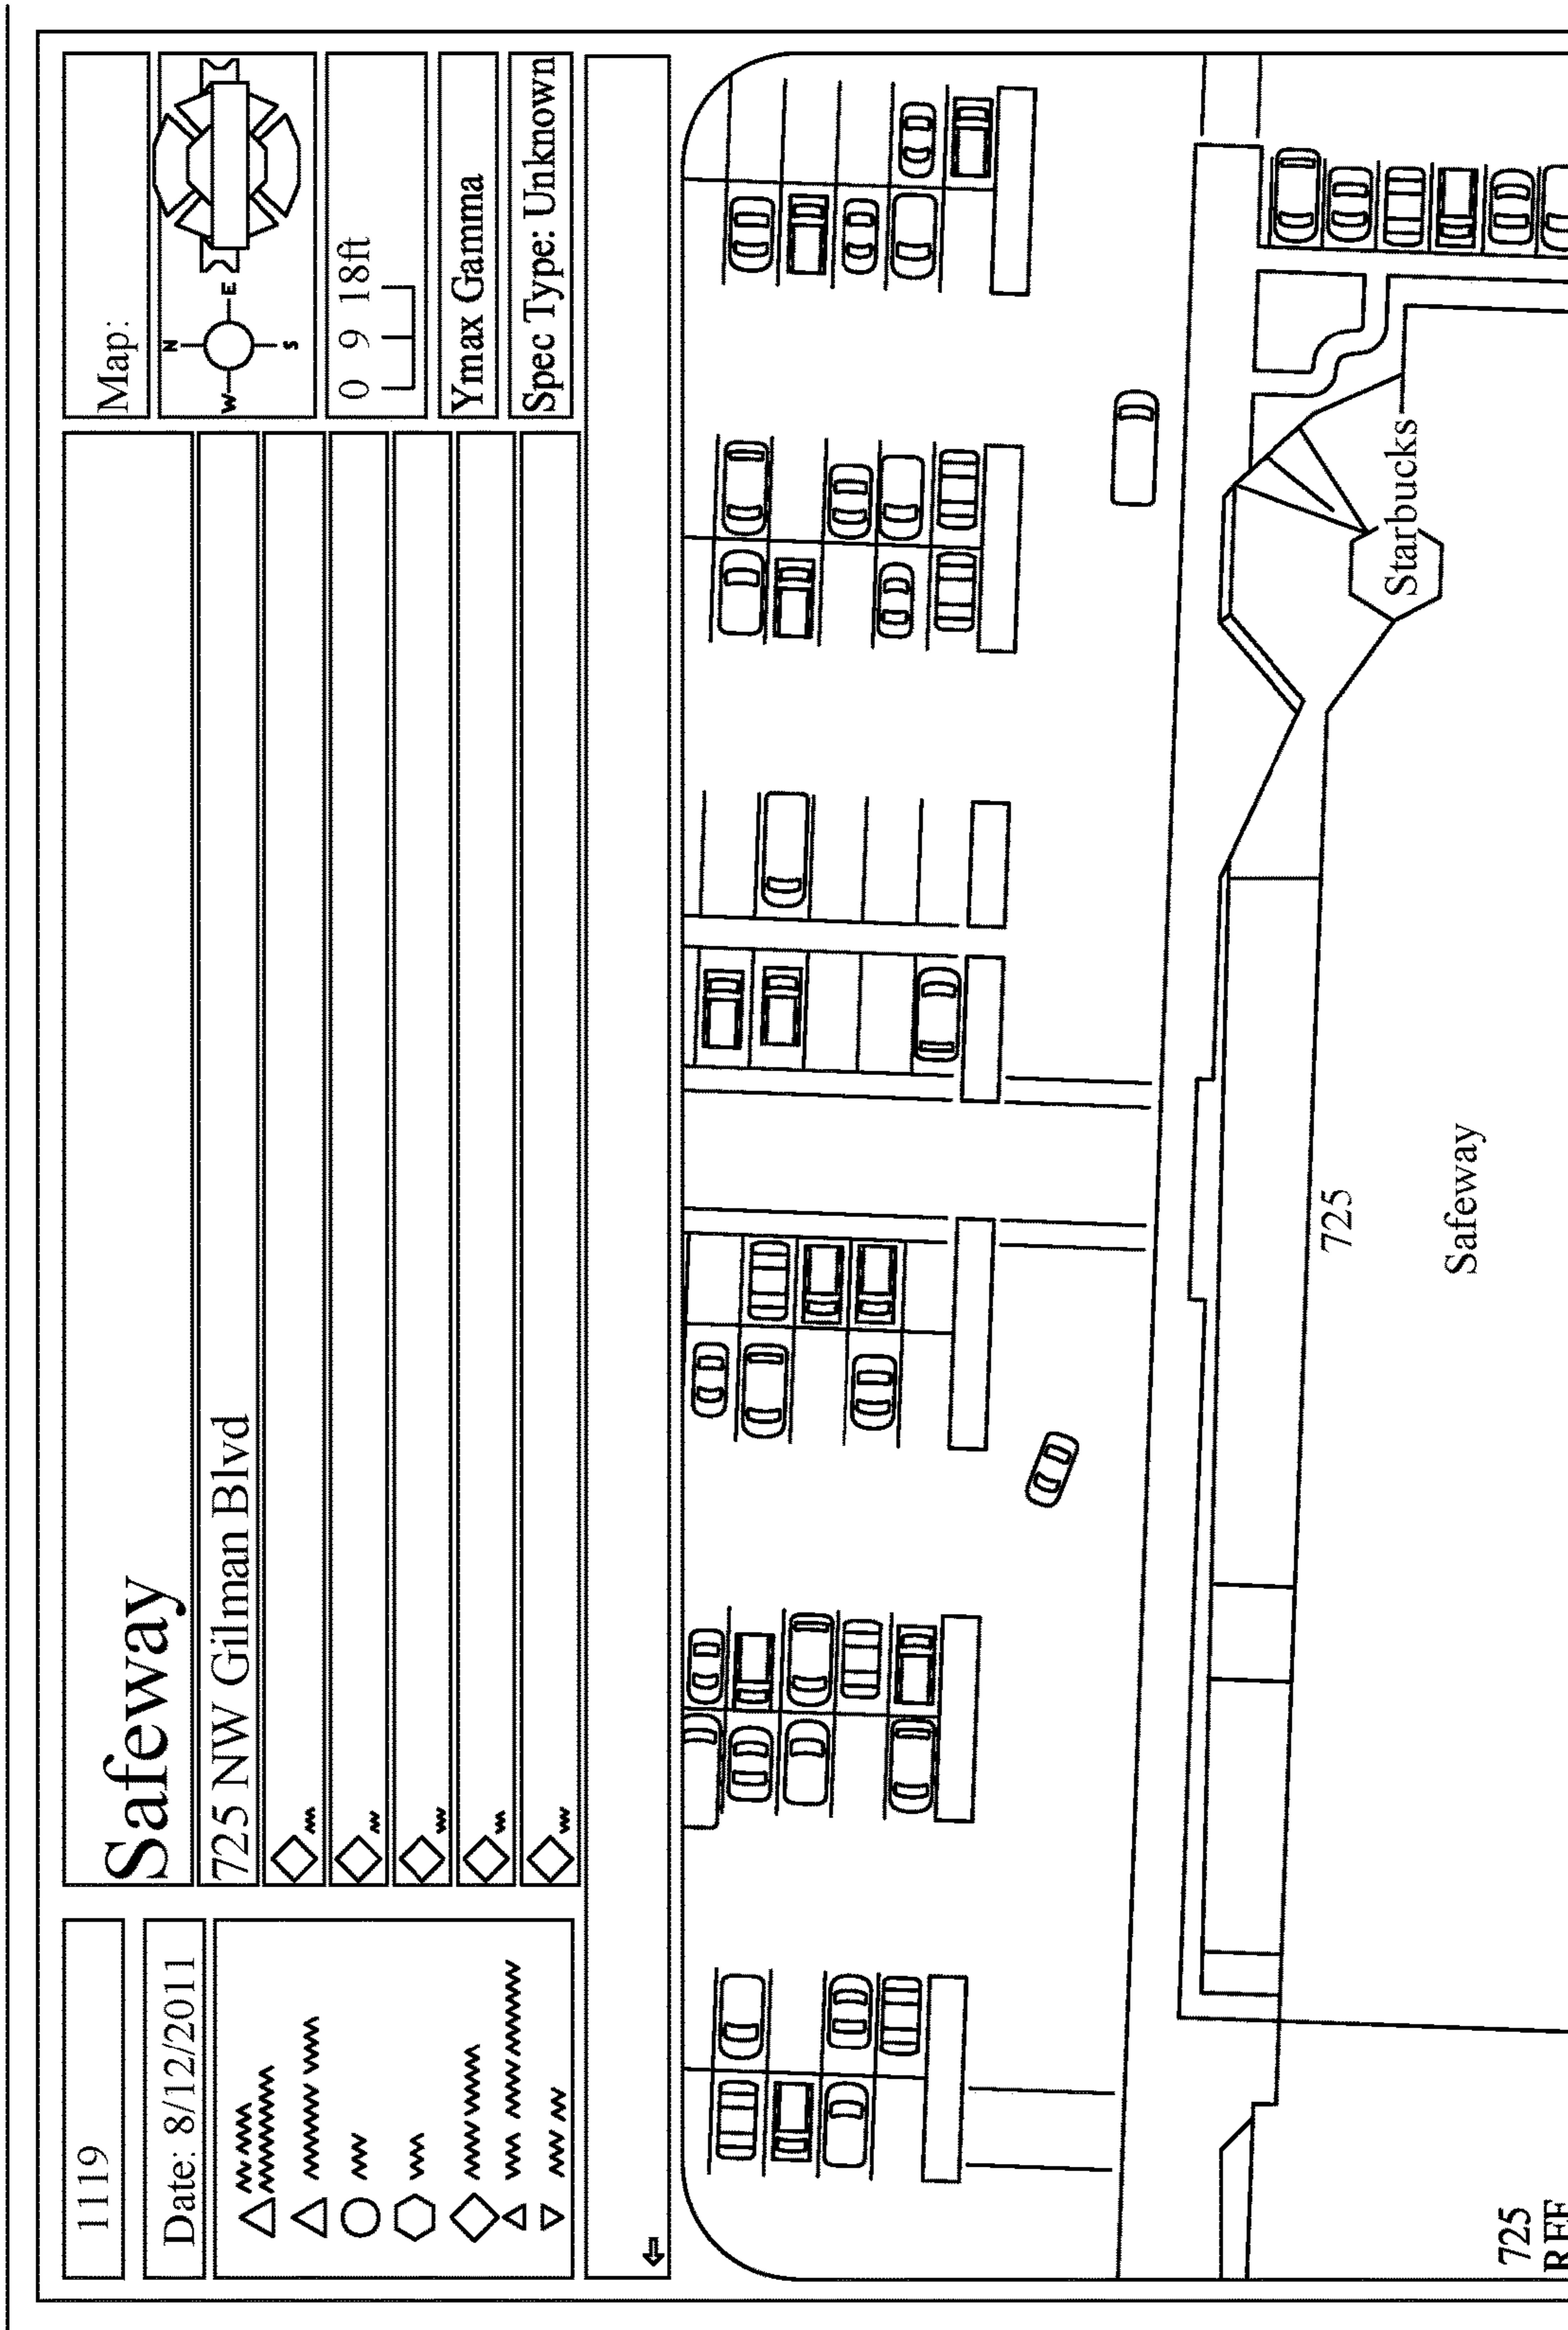 1119
Date: 8/12/2011
Safeway
725 NW Gilman Blvd
Map:
N
W
E
S
0 9 18ft
Ymax Gamma
Spec Type: Unknown
Starbucks
725
Safeway
725